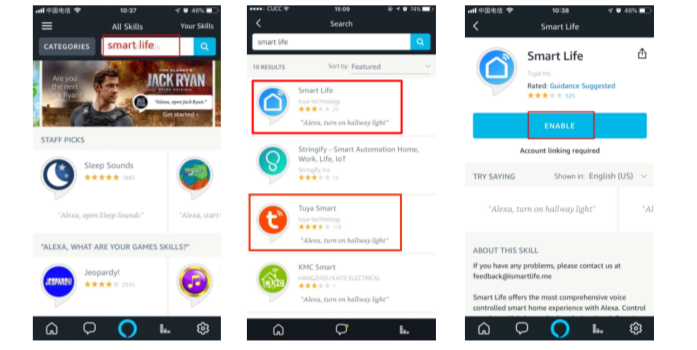 中国电信 10:37 46%
All Skills Your Skills
CATEGORIES smart life
Are you
the next
Jack Ryan?
JACK RYAN
"Alexa, open Jack Ryan."
Get started
STAFF PICKS
Sleep Sounds
"Alexa, open Sleep Sounds"
"Alexa, start
"ALEXA, WHAT ARE YOUR GAMES SKILLS?"
JEOPARDY!
Jeopardy!
CUCC 15:09 74%
Search
smart life
19 RESULTS Sort by: Featured
Smart Life
tuya technology
"Alexa, turn on hallway light"
Stringify - Smart Automation Home,
Work, Life, IoT
Stringify, Inc
"Alexa, turn on hallway light"
Tuya Smart
tuya technology
"Alexa, turn on hallway light"
KMC Smart
HANGZHOU KAITE ELECTRICAL
"Alexa, turn on hallway light"
中国电信 10:38 46%
Smart Life
Smart Life
Tuya Inc.
Rated: Guidance Suggested
525
ENABLE
Account linking required
TRY SAYING Shown in: English (US)
"Alexa, turn on hallway light"
"Al
ABOUT THIS SKILL
If you have any problems, please contact us at
feedback@ismartlife.me
Smart Life offers the most comprehensive voice
controlled smart home experience with Alexa. Control